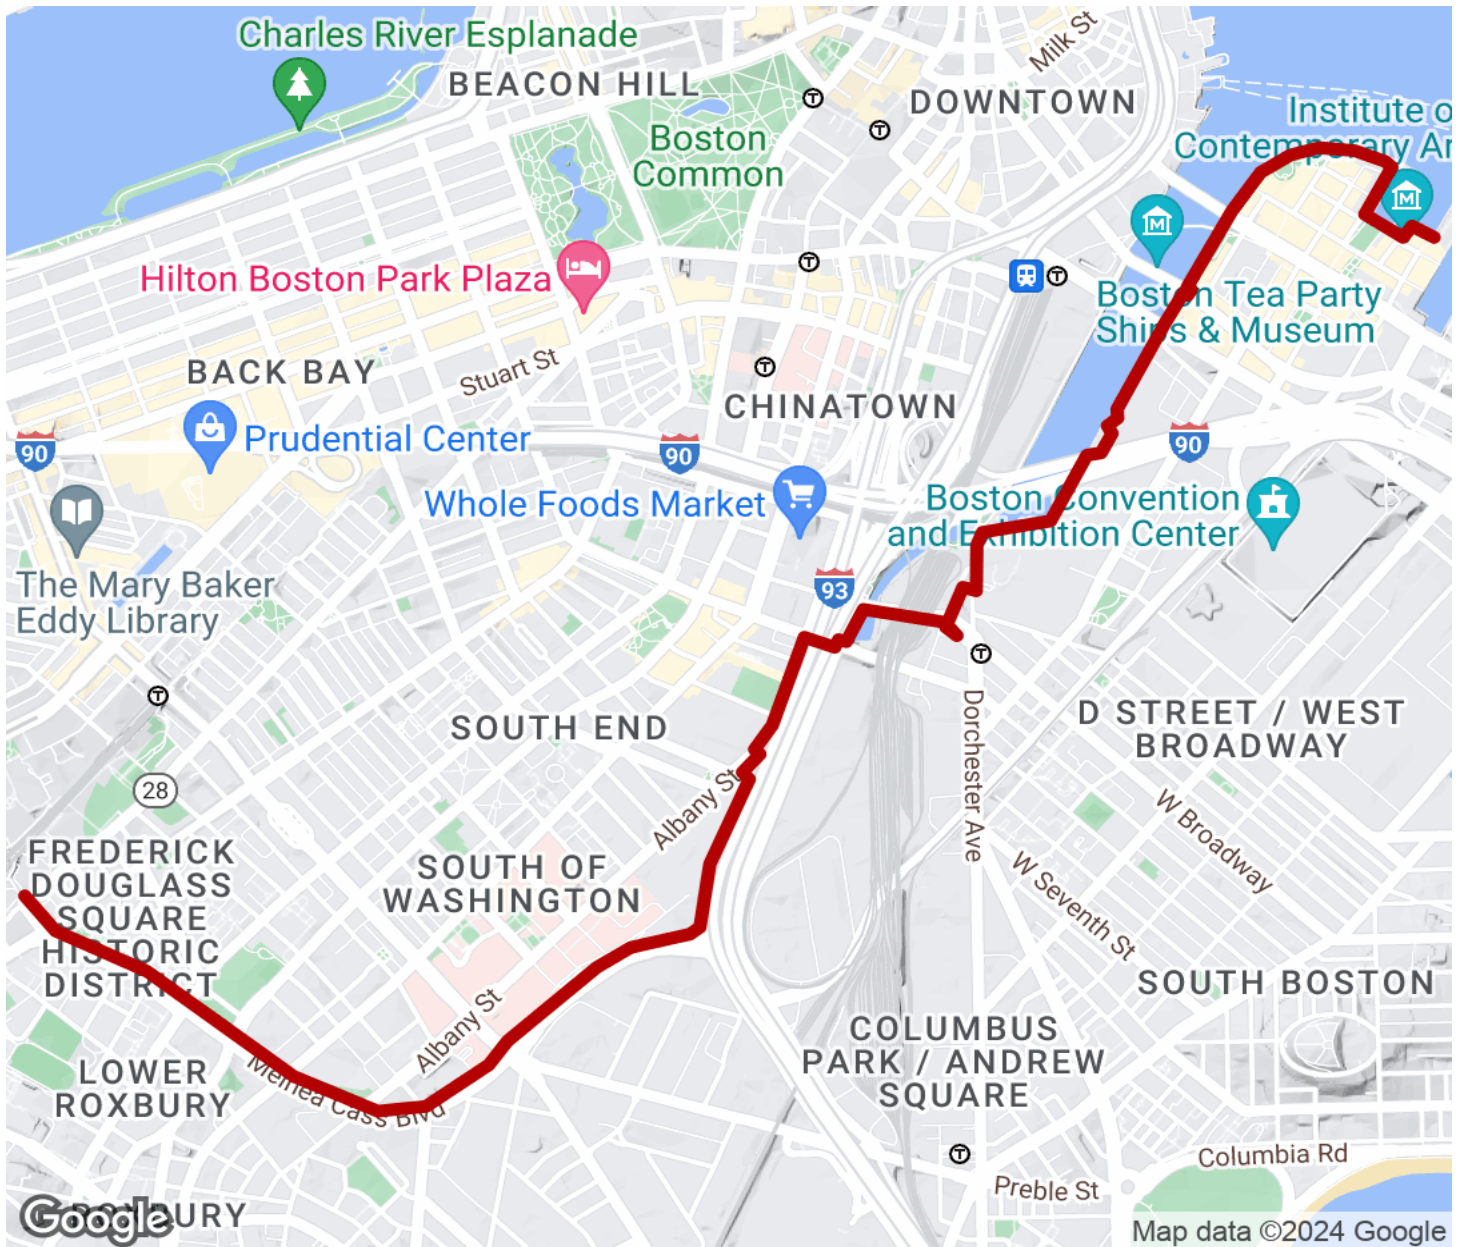 Charles River Esplanade
BEACON HILL
Milk St
DOWNTOWN
Institute o
Contemporary Ar
Boston
Common
Hilton Boston Park Plaza
Boston Tea Party
Ships & Museum
BACK BAY
Stuart St
CHINATOWN
90
Prudential Center
90
90
Whole Foods Market
Boston Convention
and Exhibition Center
The Mary Baker
Eddy Library
93
SOUTH END
Dorchester Ave
D STREET / WEST
BROADWAY
28
Albany St
W Broadway
FREDERICK
DOUGLASS
SQUARE
HISTORIC
DISTRICT
SOUTH OF
WASHINGTON
W Seventh St
SOUTH BOSTON
Albany St
COLUMBUS
PARK / ANDREW
SQUARE
LOWER
ROXBURY
Melnea Cass Blvd
Columbia Rd
Preble St
ROXBURY
Google
Map data ©2024 Google